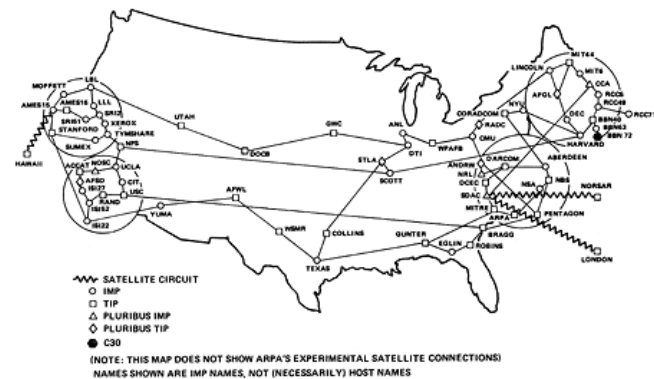 MIT44
LINCOLN
MIT6
CCA
AFGL
RCC5
RCC49
RCC71
DEC
BBN40
BBN63
BBN 72
HARVARD
NYU
CORADCOM
RADC
CMU
LBL
MOFFETT
AMES15
AMES16
LLL
SRI2
SRI51
XEROX
STANFORD
TYMSHARE
SUMEX
NPS
HAWAII
UTAH
DOCB
GWC
ANL
DTI
WPAFB
STLA
SCOTT
ANDRW
DARCOM
ABERDEEN
NRL
DCEC
NSA
NBS
SDAC
NORSAR
MITRE
ARPA
PENTAGON
LONDON
ACCAT
NOSC
UCLA
AFSD
CIT
ISI27
USC
RAND
ISI52
ISI22
YUMA
AFWL
WSMR
COLLINS
TEXAS
GUNTER
EGLIN
ROBINS
BRAGG
SATELLITE CIRCUIT
IMP
TIP
PLURIBUS IMP
PLURIBUS TIP
C30
(NOTE: THIS MAP DOES NOT SHOW ARPA'S EXPERIMENTAL SATELLITE CONNECTIONS)
NAMES SHOWN ARE IMP NAMES, NOT (NECESSARILY) HOST NAMES